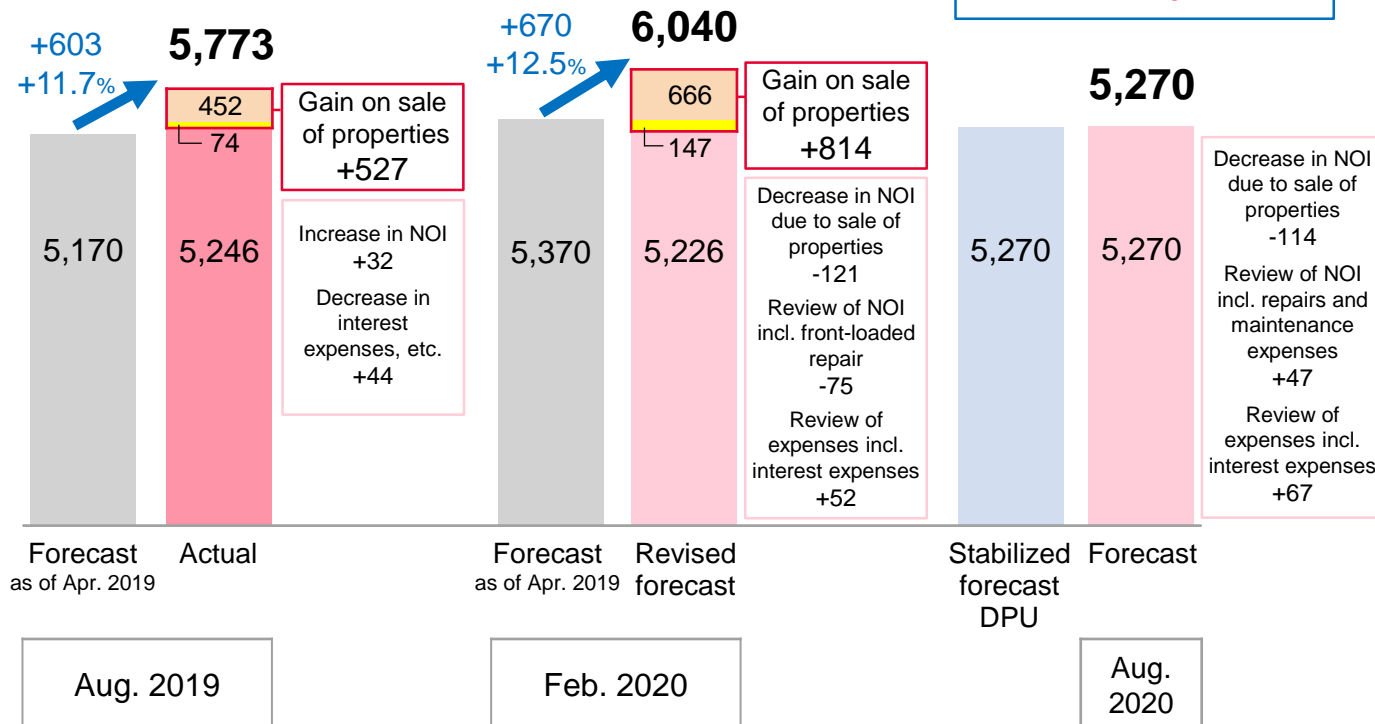 +603
+11.7%
5,773
452
74
Gain on sale
of properties
+527
5,170
5,246
Increase in NOI
+32
Decrease in
interest
expenses, etc.
+44
Forecast
as of Apr. 2019
Actual
Aug. 2019
+670
+12.5%
6,040
666
147
Gain on sale
of properties
+814
5,370
5,226
Decrease in NOI
due to sale of
properties
-121
Review of NOI
incl. front-loaded
repair
-75
Review of
expenses incl.
interest expenses
+52
Forecast
as of Apr. 2019
Revised
forecast
Feb. 2020
5,270
5,270
5,270
Decrease in NOI
due to sale of
properties
-114
Review of NOI
incl. repairs and
maintenance
expenses
+47
Review of
expenses incl.
interest expenses
+67
Stabilized
forecast
DPU
Forecast
Aug.
2020